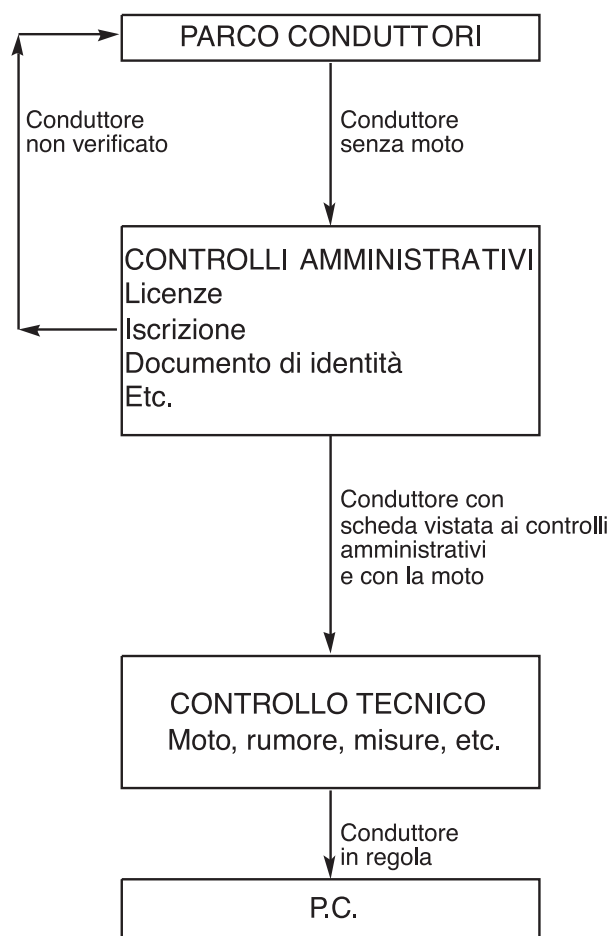 PARCO CONDUTTORI
Conduttore
non verificato
Conduttore
senza moto
CONTROLLI AMMINISTRATIVI
Licenze
Iscrizione
Documento di identità
Etc.
Conduttore con
scheda vistata ai controlli
amministrativi
e con la moto
CONTROLLO TECNICO
Moto, rumore, misure, etc.
Conduttore
in regola
P.C.